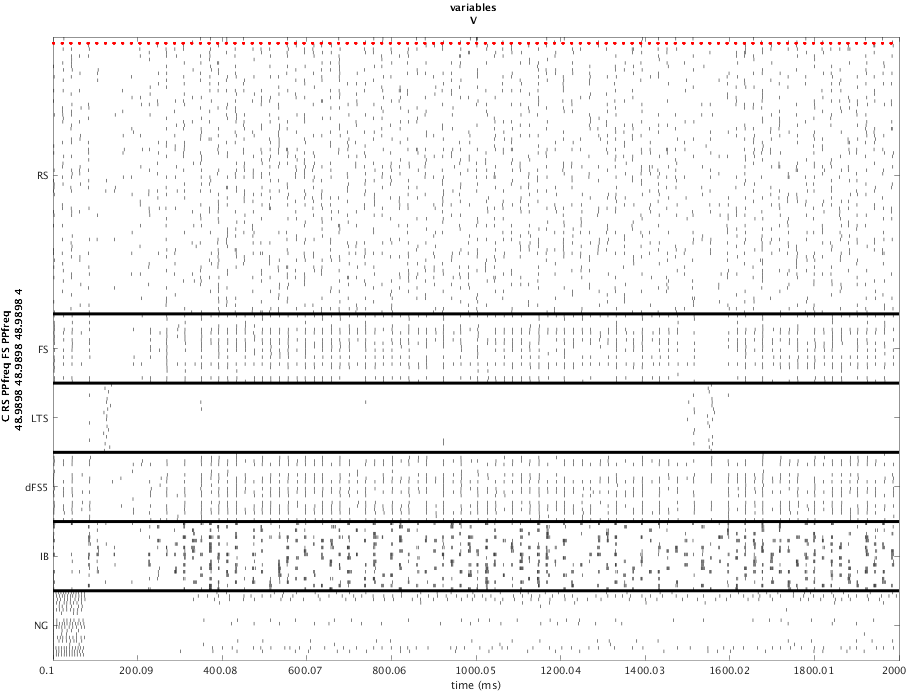 variables
V
C RS PPfreq FS PPfreq
48.9898 48.9898 48.9898 4
RS
FS
LTS
dFS5
IB
NG
0.1 200.09 400.08 600.07 800.06 1000.05 1200.04 1400.03 1600.02 1800.01 2000
time (ms)